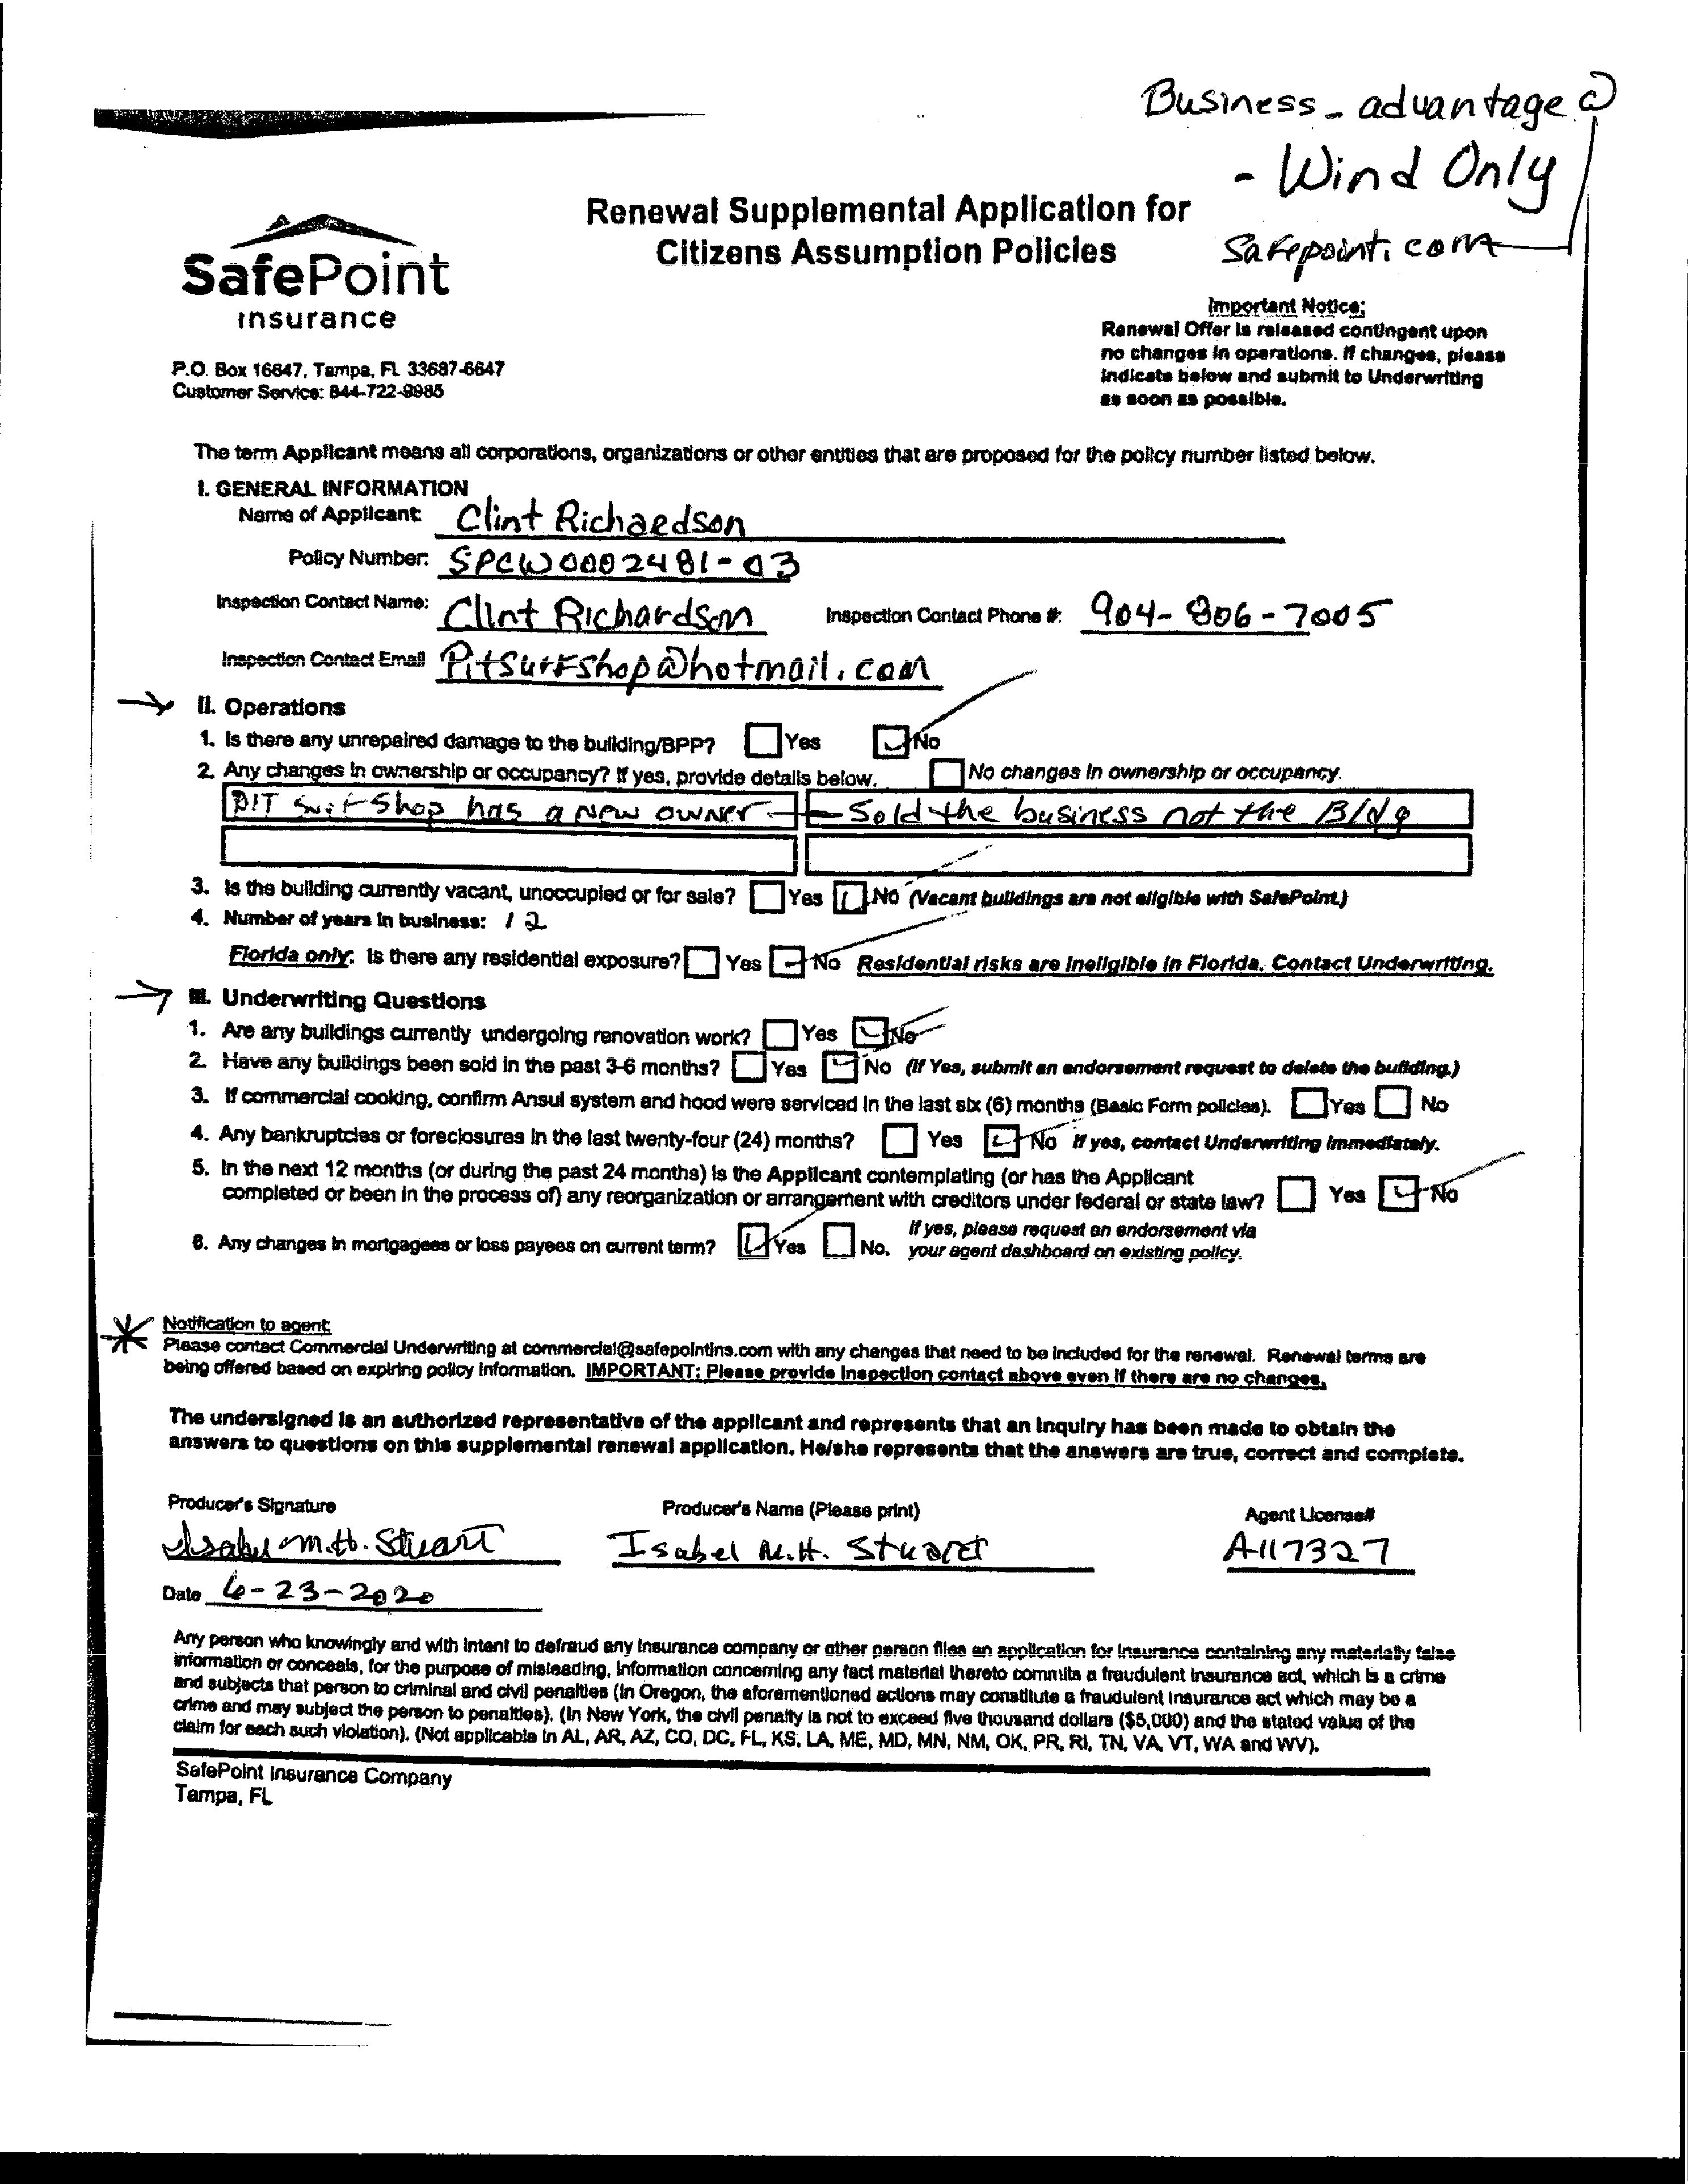 Business - advantage @
- Wind Only
Safepoint.com
Renewal Supplemental Application for
Citizens Assumption Policies
SafePoint
Insurance
P.O. Box 16647, Tampa, FL 33687-6647
Customer Service: 844-722-9985
Important Notice:
Renewal Offer is released contingent upon
no changes in operations. If changes, please
indicate below and submit to Underwriting
as soon as possible.
The term Applicant means all corporations, organizations or other entities that are proposed for the policy number listed below.
I. GENERAL INFORMATION
Name of Applicant: Clint Richaedson
Policy Number: SPCW0002481-03
Inspection Contact Name: Clint Richardson Inspection Contact Phone #: 904-806-7005
Inspection Contact Email PitSurfshop@hotmail.com
II. Operations
1. Is there any unrepaired damage to the building/BPP? Yes No
2. Any changes in ownership or occupancy? If yes, provide details below. No changes in ownership or occupancy.
PIT Surf Shop has a New owner - Sold the business not the Bldg
3. Is the building currently vacant, unoccupied or for sale? Yes No (Vacant buildings are not eligible with SafePoint.)
4. Number of years in business: 12
Florida only: Is there any residential exposure? Yes No Residential risks are ineligible in Florida. Contact Underwriting.
III. Underwriting Questions
1. Are any buildings currently undergoing renovation work? Yes No
2. Have any buildings been sold in the past 3-6 months? Yes No (If Yes, submit an endorsement request to delete the building.)
3. If commercial cooking, confirm Ansul system and hood were serviced in the last six (6) months (Basic Form policies). Yes No
4. Any bankruptcies or foreclosures in the last twenty-four (24) months? Yes No If yes, contact Underwriting immediately.
5. In the next 12 months (or during the past 24 months) is the Applicant contemplating (or has the Applicant
completed or been in the process of) any reorganization or arrangement with creditors under federal or state law? Yes No
6. Any changes in mortgagees or loss payees on current term? Yes No. If yes, please request an endorsement via
your agent dashboard on existing policy.
Notification to agent:
Please contact Commercial Underwriting at commercial@safepointins.com with any changes that need to be included for the renewal. Renewal terms are
being offered based on expiring policy information. IMPORTANT: Please provide Inspection contact above even if there are no changes.
The undersigned is an authorized representative of the applicant and represents that an inquiry has been made to obtain the
answers to questions on this supplemental renewal application. He/she represents that the answers are true, correct and complete.
Producer's Signature Producer's Name (Please print) Agent License#
Isabel M.H. Stuart Isabel M.H. Stuart A117327
Date 6-23-2020
Any person who knowingly and with intent to defraud any insurance company or other person files an application for insurance containing any materially false
information or conceals, for the purpose of misleading, information concerning any fact material thereto commits a fraudulent insurance act, which is a crime
and subjects that person to criminal and civil penalties (In Oregon, the aforementioned actions may constitute a fraudulent insurance act which may be a
crime and may subject the person to penalties). (In New York, the civil penalty is not to exceed five thousand dollars ($5,000) and the stated value of the
claim for each such violation). (Not applicable in AL, AR, AZ, CO, DC, FL, KS, LA, ME, MD, MN, NM, OK, PR, RI, TN, VA, VT, WA and WV).
SafePoint Insurance Company
Tampa, FL